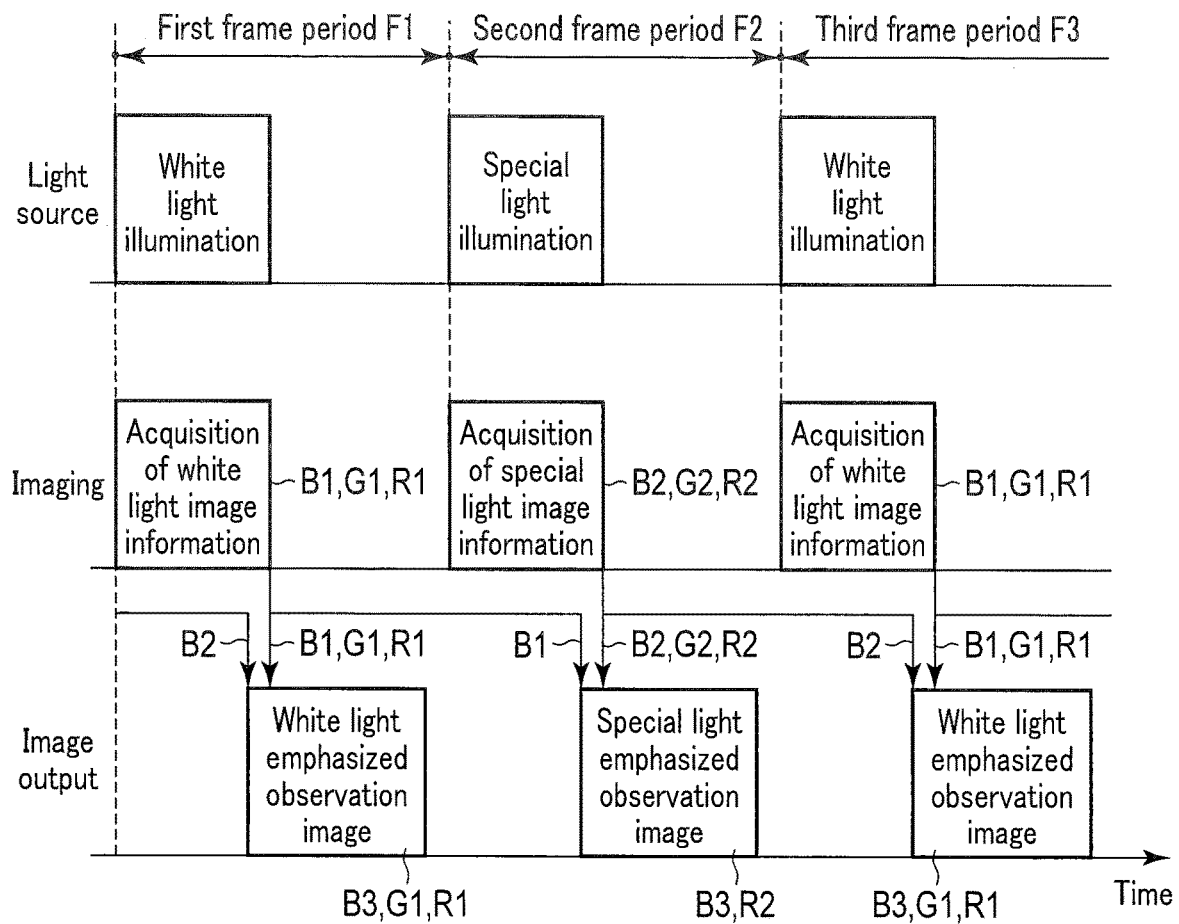 First frame period F1
Second frame period F2
Third frame period F3
Light
source
White
light
illumination
Special
light
illumination
White
light
illumination
Imaging
Acquisition
of white
light image
information
B1,G1,R1
Acquisition
of special
light image
information
B2,G2,R2
Acquisition
of white
light image
information
B1,G1,R1
B2
B1,G1,R1
B1
B2,G2,R2
B2
B1,G1,R1
Image
output
White light
emphasized
observation
image
Special light
emphasized
observation
image
White light
emphasized
observation
image
B3,G1,R1
B3,R2
B3,G1,R1
Time